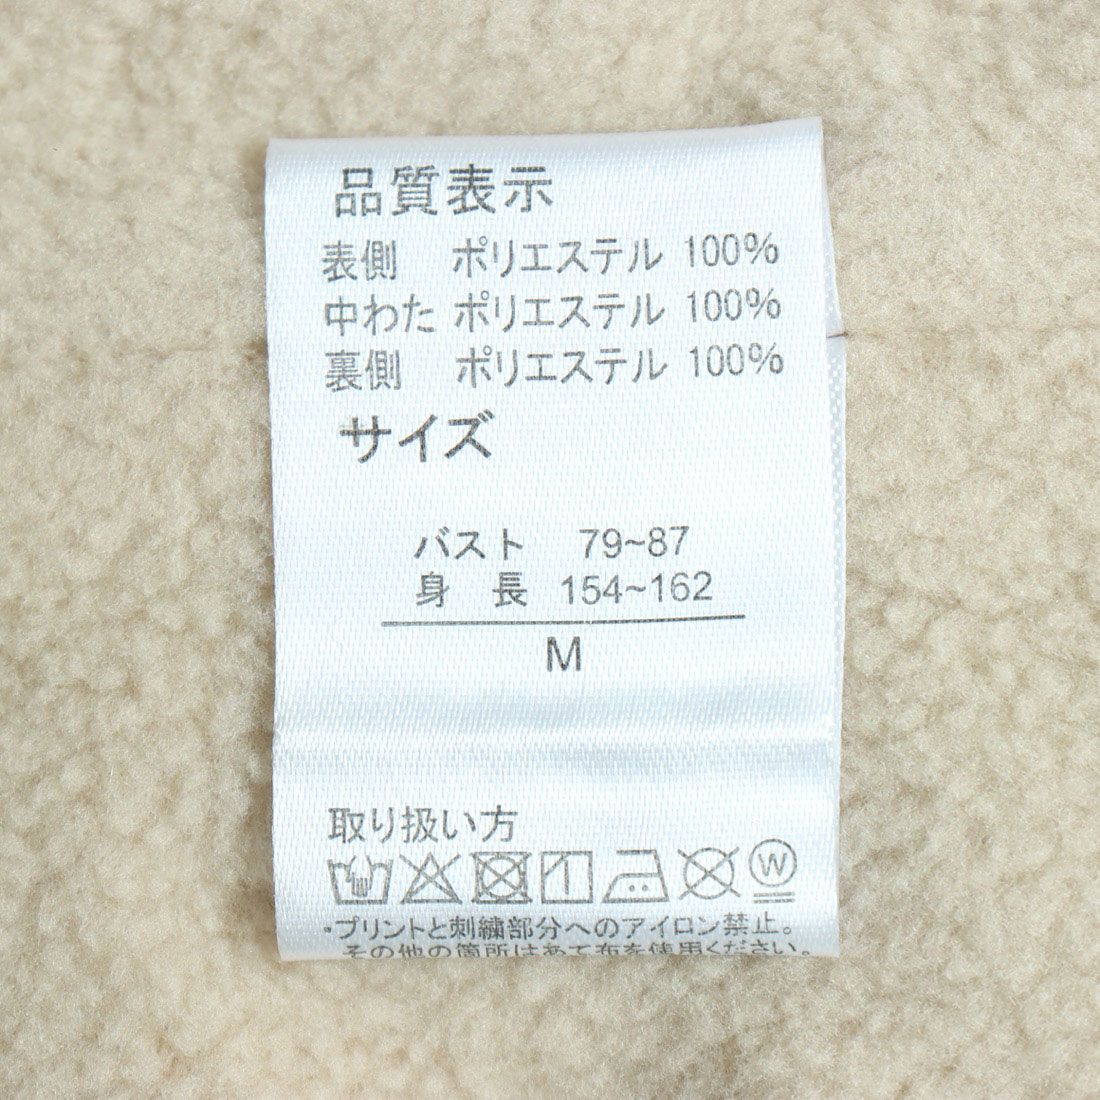 品質表示
表側 ポリエステル 100%
中わた ポリエステル 100%
裏側 ポリエステル 100%
サイズ
バスト 79~87
身 長 154~162
M
取り扱い方
W
・プリントと刺繍部分へのアイロン禁止。
その他の箇所はあて布を使用ください。